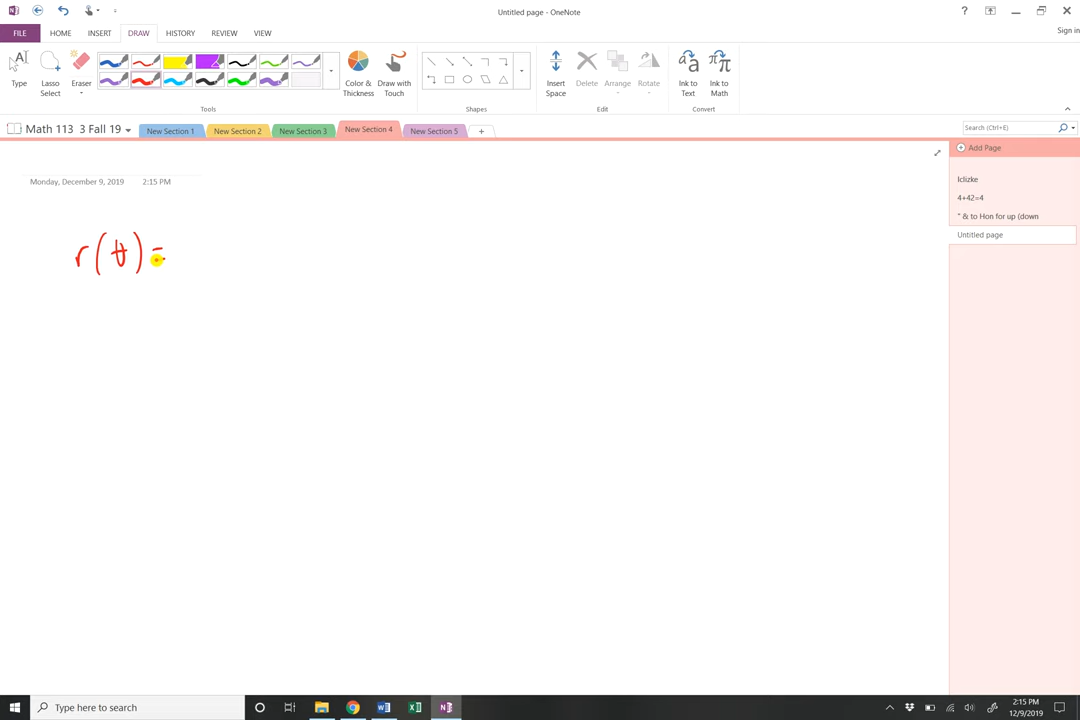 Untitled page - OneNote
?
Sign in
FILE HOME INSERT DRAW HISTORY REVIEW VIEW
Type
Lasso Select
Eraser
Color & Thickness
Draw with Touch
Insert Space
Delete
Arrange
Rotate
Ink to Text
Ink to Math
Tools
Shapes
Edit
Convert
Math 113 3 Fall 19
New Section 1 New Section 2 New Section 3 New Section 4 New Section 5 +
Search (Ctrl+E)
Add Page
Iclizke
4+42=4
" & to Hon for up (down
Untitled page
Monday, December 9, 2019 2:15 PM
r(t)=
Type here to search
2:15 PM
12/9/2019